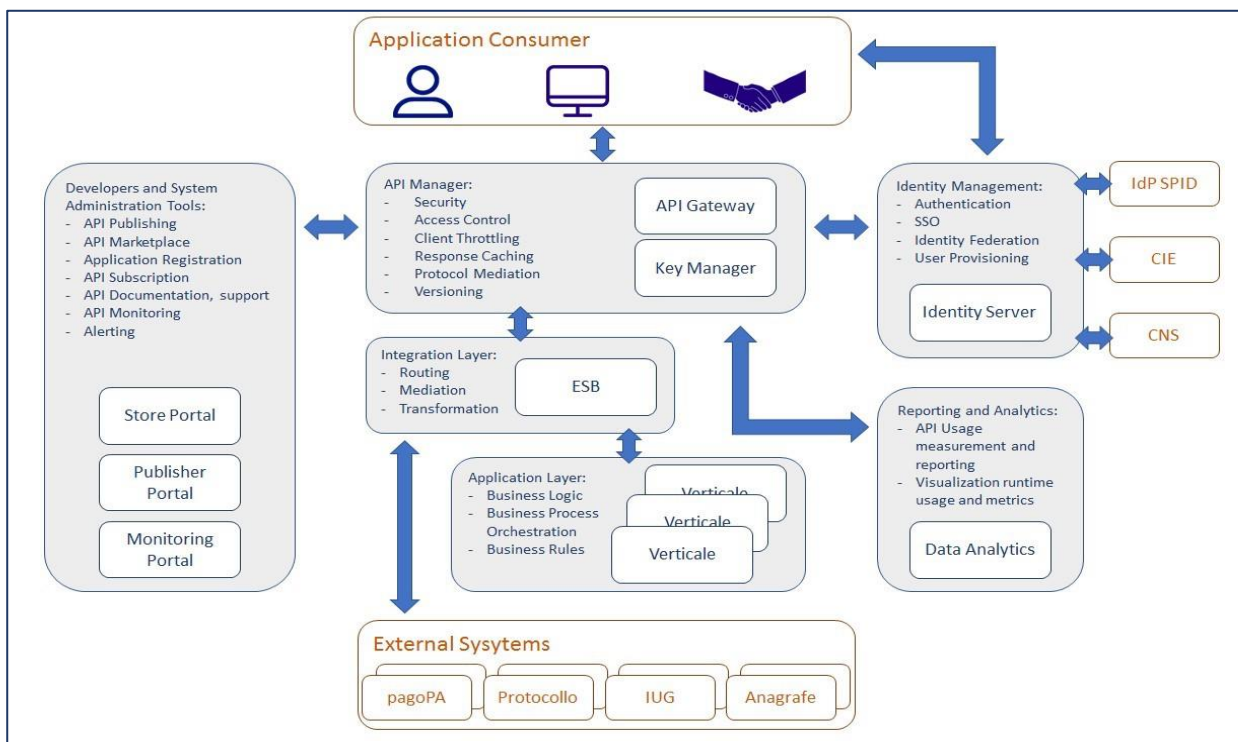 Application Consumer
Developers and System
Administration Tools:
- API Publishing
- API Marketplace
- Application Registration
- API Subscription
- API Documentation, support
- API Monitoring
- Alerting
Store Portal
Publisher
Portal
Monitoring
Portal
API Manager:
- Security
- Access Control
- Client Throttling
- Response Caching
- Protocol Mediation
- Versioning
API Gateway
Key Manager
Identity Management:
- Authentication
- SSO
- Identity Federation
- User Provisioning
Identity Server
IdP SPID
CIE
CNS
Integration Layer:
- Routing
- Mediation
- Transformation
ESB
Application Layer:
- Business Logic
- Business Process
Orchestration
- Business Rules
Verticale
Verticale
Verticale
Reporting and Analytics:
- API Usage
measurement and
reporting
- Visualization runtime
usage and metrics
Data Analytics
External Sysytems
pagoPA
Protocollo
IUG
Anagrafe